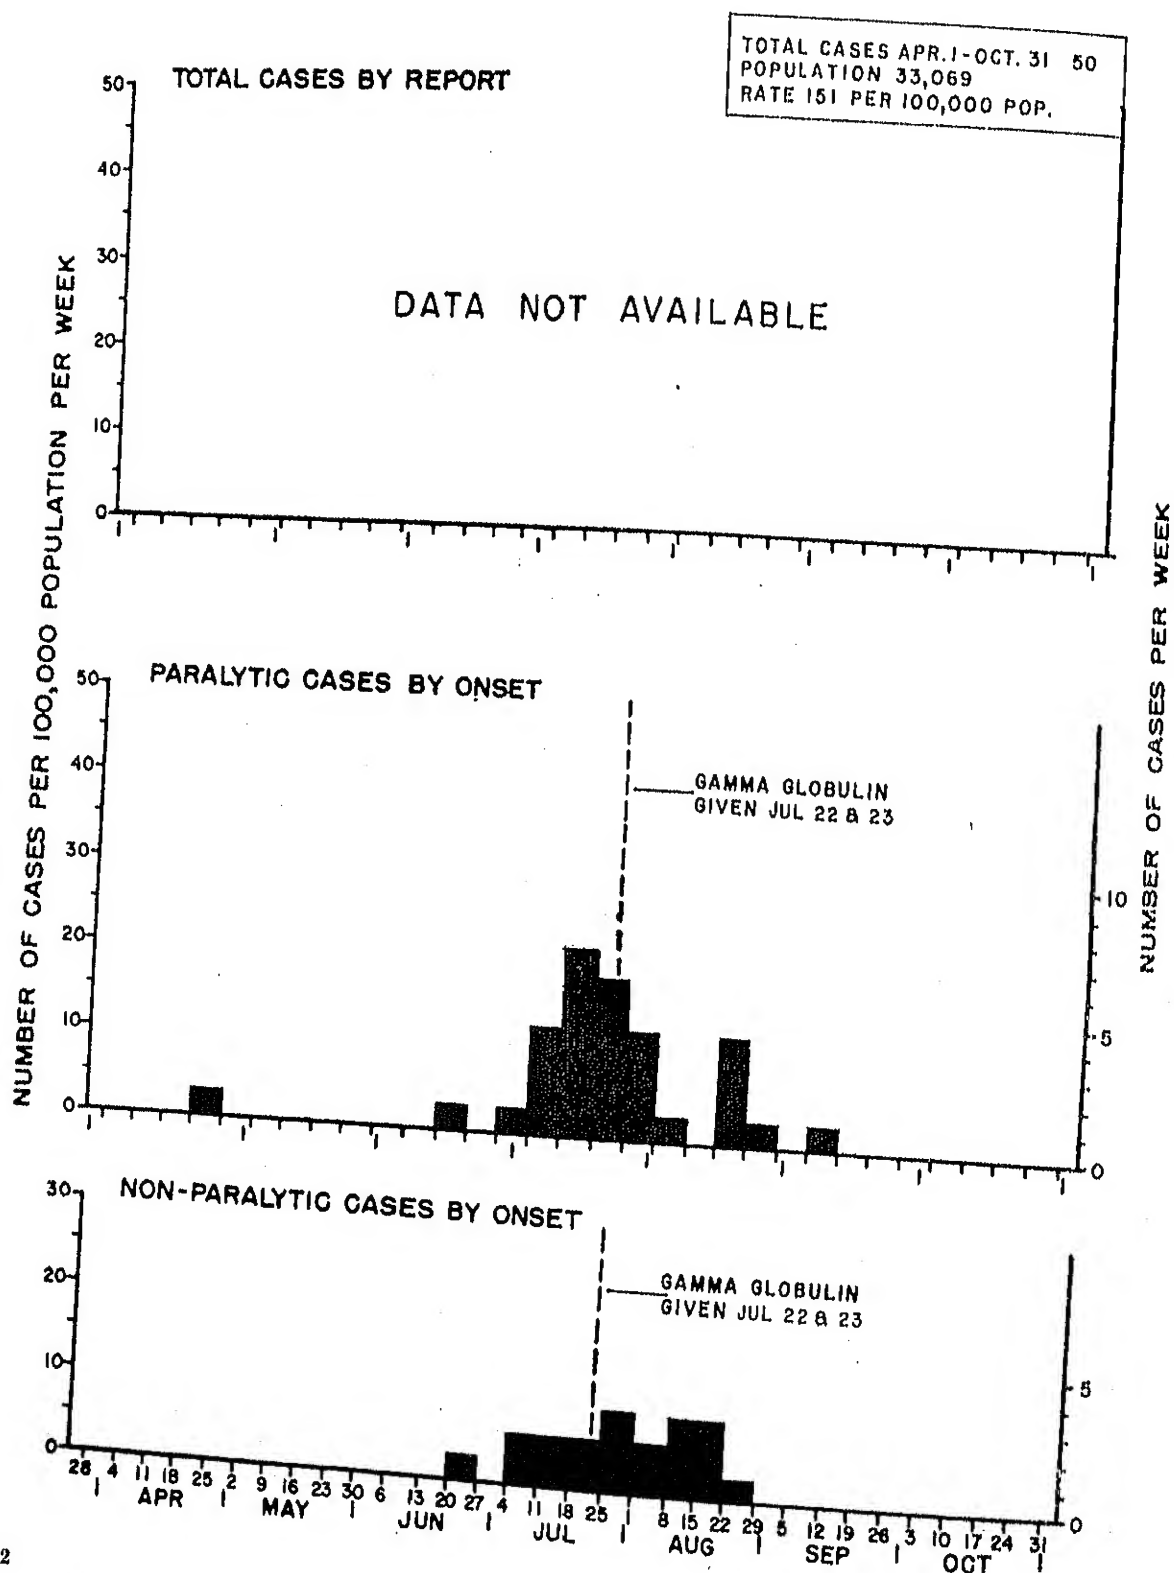 TOTAL CASES APR. 1-OCT. 31 50
POPULATION 33,069
RATE 151 PER 100,000 POP.
TOTAL CASES BY REPORT
50
40
30
20
10
0
DATA NOT AVAILABLE
NUMBER OF CASES PER 100,000 POPULATION PER WEEK
NUMBER OF CASES PER WEEK
PARALYTIC CASES BY ONSET
50
40
30
20
10
0
GAMMA GLOBULIN
GIVEN JUL 22 & 23
10
5
0
NON-PARALYTIC CASES BY ONSET
30
20
10
0
GAMMA GLOBULIN
GIVEN JUL 22 & 23
5
0
28 4 11 18 25 2 9 16 23 30 6 13 20 27 4 11 18 25 1 8 15 22 29 5 12 19 26 3 10 17 24 31
APR MAY JUN JUL AUG SEP OCT
2